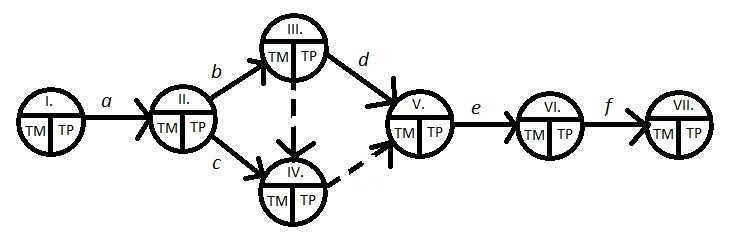 I.
TM TP
a
II.
TM TP
b
c
III.
TM TP
d
IV.
TM TP
V.
TM TP
e
VI.
TM TP
f
VII.
TM TP